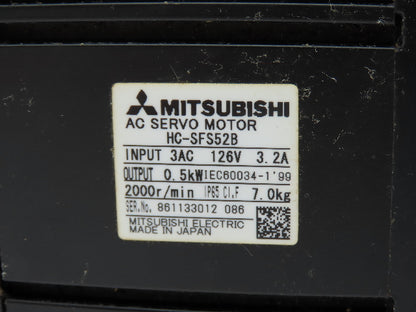 MITSUBISHI
AC SERVO MOTOR
HC-SFS52B
INPUT 3AC 126V 3.2A
OUTPUT 0.5kW IEC60034-1'99
2000r/min IP65 Cl.F 7.0kg
SER.No. 861133012 086
MITSUBISHI ELECTRIC
MADE IN JAPAN